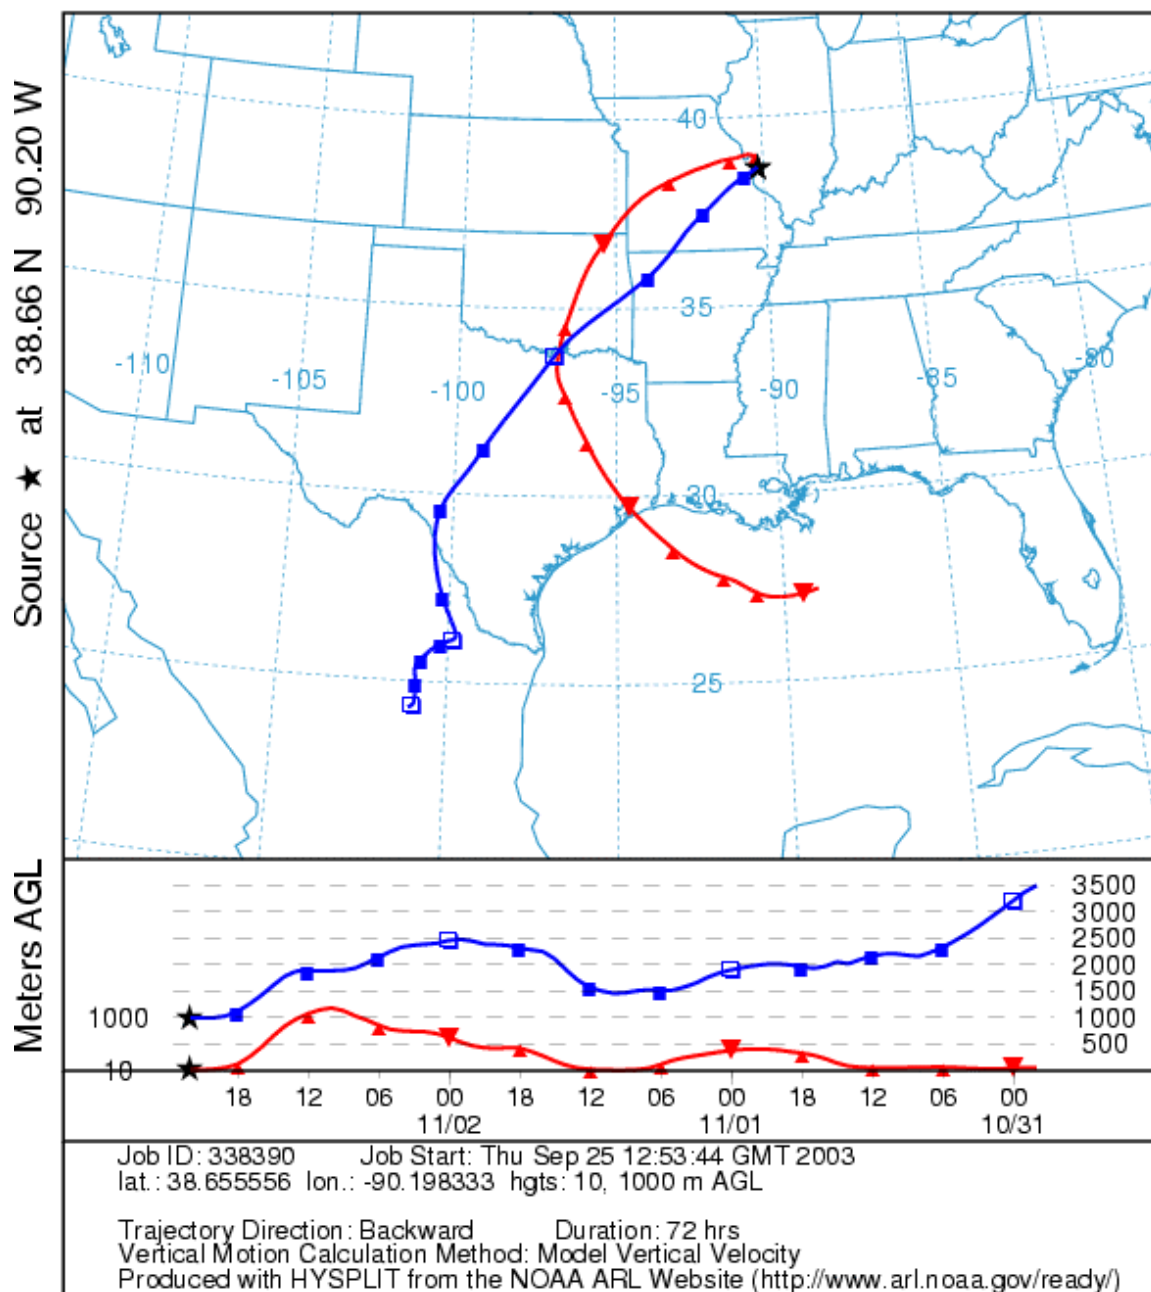 Source ★ at 38.66 N 90.20 W
40
35
-110
-105
-100
-95
-90
-85
-80
30
25
Meters AGL
3500
3000
2500
2000
1500
1000
1000
500
10
18 12 06 00 18 12 06 00 18 12 06 00
11/02 11/01 10/31
Job ID: 338390 Job Start: Thu Sep 25 12:53:44 GMT 2003
lat.: 38.655556 lon.: -90.198333 hgts: 10, 1000 m AGL
Trajectory Direction: Backward Duration: 72 hrs
Vertical Motion Calculation Method: Model Vertical Velocity
Produced with HYSPLIT from the NOAA ARL Website (http://www.arl.noaa.gov/ready/)